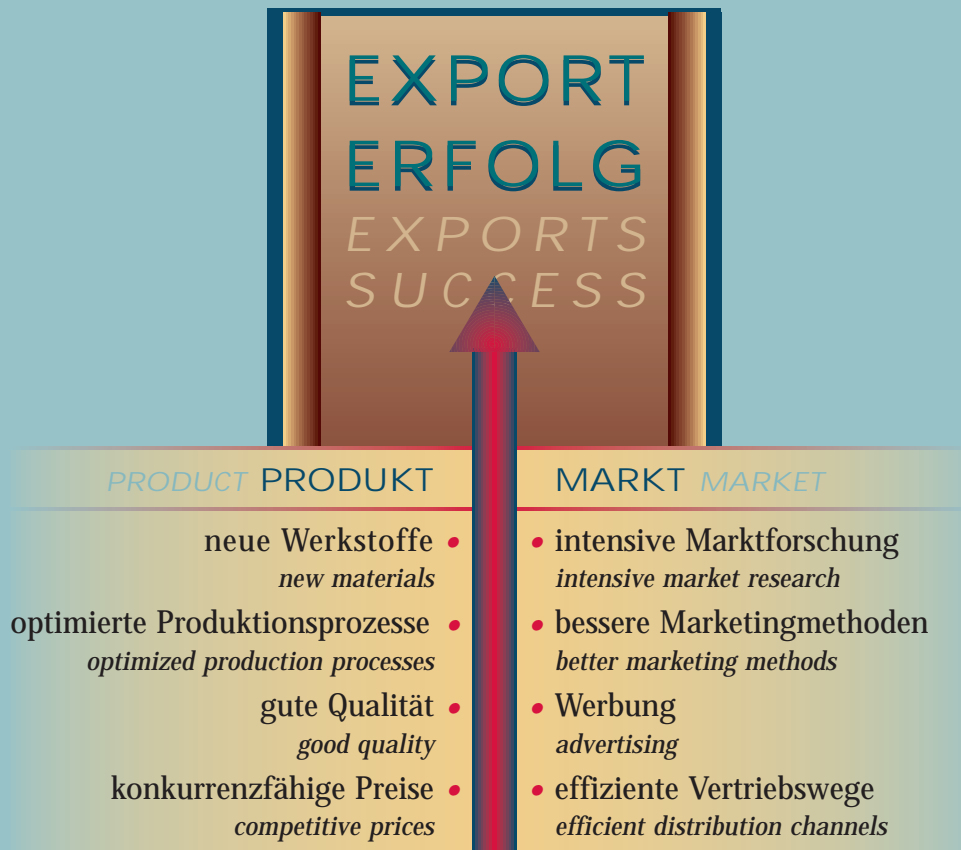 EXPORT
ERFOLG
EXPORTS
SUCCESS
PRODUCT PRODUKT
neue Werkstoffe •
new materials
optimierte Produktionsprozesse •
optimized production processes
gute Qualität •
good quality
konkurrenzfähige Preise •
competitive prices
MARKT MARKET
• intensive Marktforschung
intensive market research
• bessere Marketingmethoden
better marketing methods
• Werbung
advertising
• effiziente Vertriebswege
efficient distribution channels